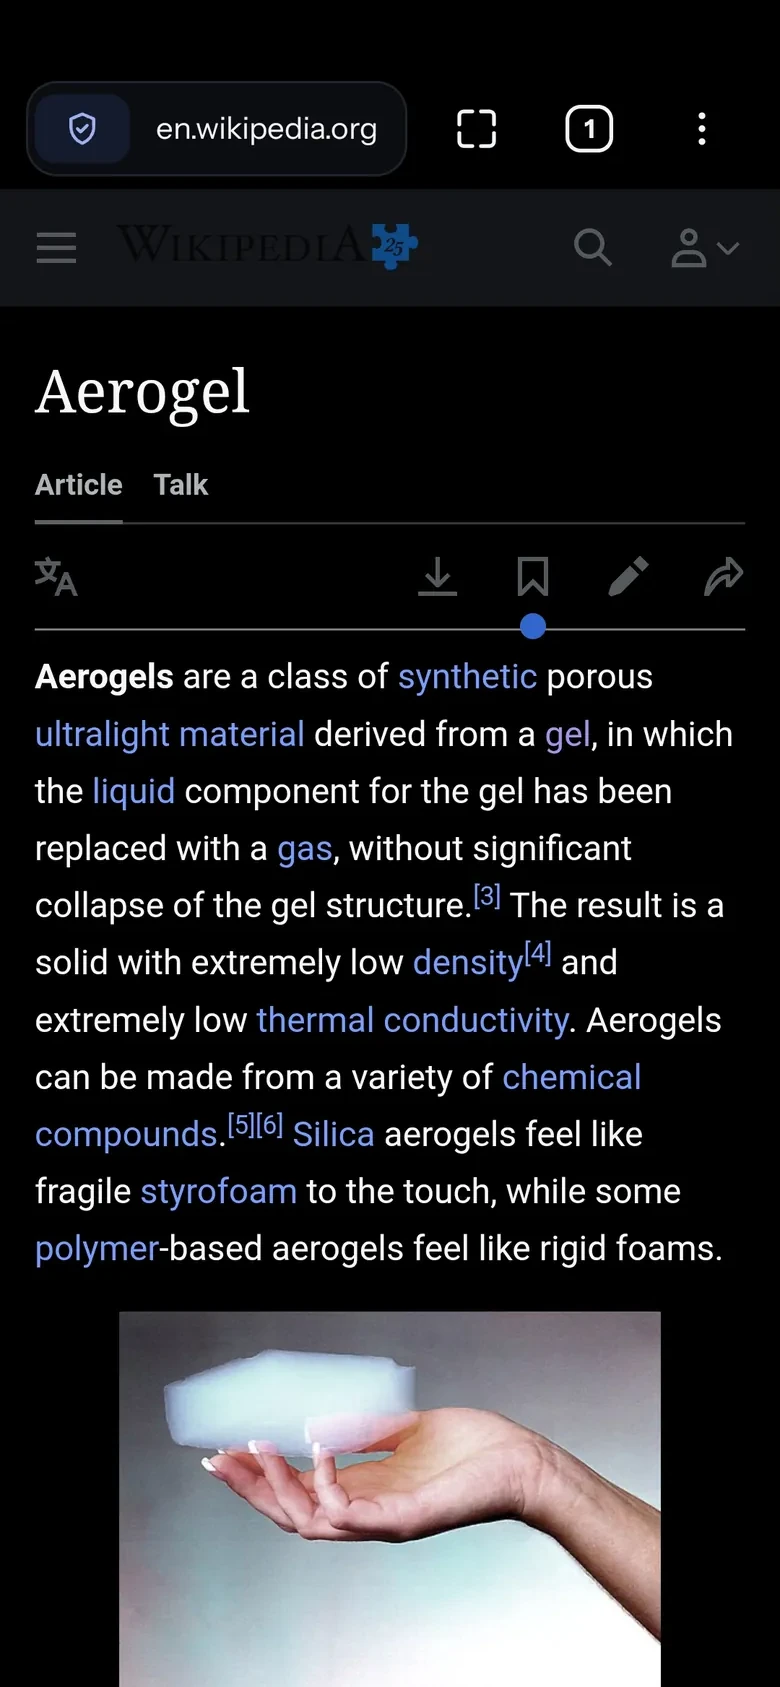 en.wikipedia.org
1
WIKIPEDIA 25
Aerogel
Article Talk
文A
Aerogels are a class of synthetic porous
ultralight material derived from a gel, in which
the liquid component for the gel has been
replaced with a gas, without significant
collapse of the gel structure.[3] The result is a
solid with extremely low density[4] and
extremely low thermal conductivity. Aerogels
can be made from a variety of chemical
compounds.[5][6] Silica aerogels feel like
fragile styrofoam to the touch, while some
polymer-based aerogels feel like rigid foams.